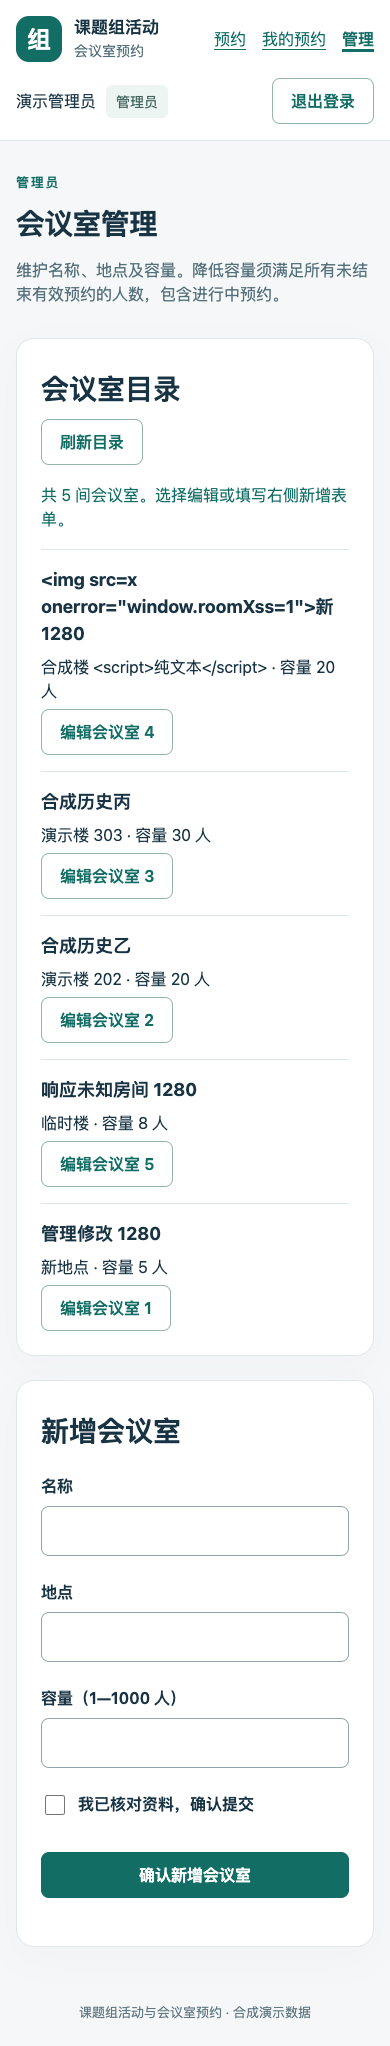 组
课题组活动
会议室预约
预约 我的预约 管理
演示管理员 管理员 退出登录
管理员
会议室管理
维护名称、地点及容量。降低容量须满足所有未结
束有效预约的人数，包含进行中预约。
会议室目录
刷新目录
共 5 间会议室。选择编辑或填写右侧新增表
单。
<img src=x
onerror="window.roomXss=1">新
1280
合成楼 <script>纯文本</script> · 容量 20
人
编辑会议室 4
合成历史丙
演示楼 303 · 容量 30 人
编辑会议室 3
合成历史乙
演示楼 202 · 容量 20 人
编辑会议室 2
响应未知房间 1280
临时楼 · 容量 8 人
编辑会议室 5
管理修改 1280
新地点 · 容量 5 人
编辑会议室 1
新增会议室
名称
地点
容量（1—1000 人）
我已核对资料，确认提交
确认新增会议室
课题组活动与会议室预约 · 合成演示数据